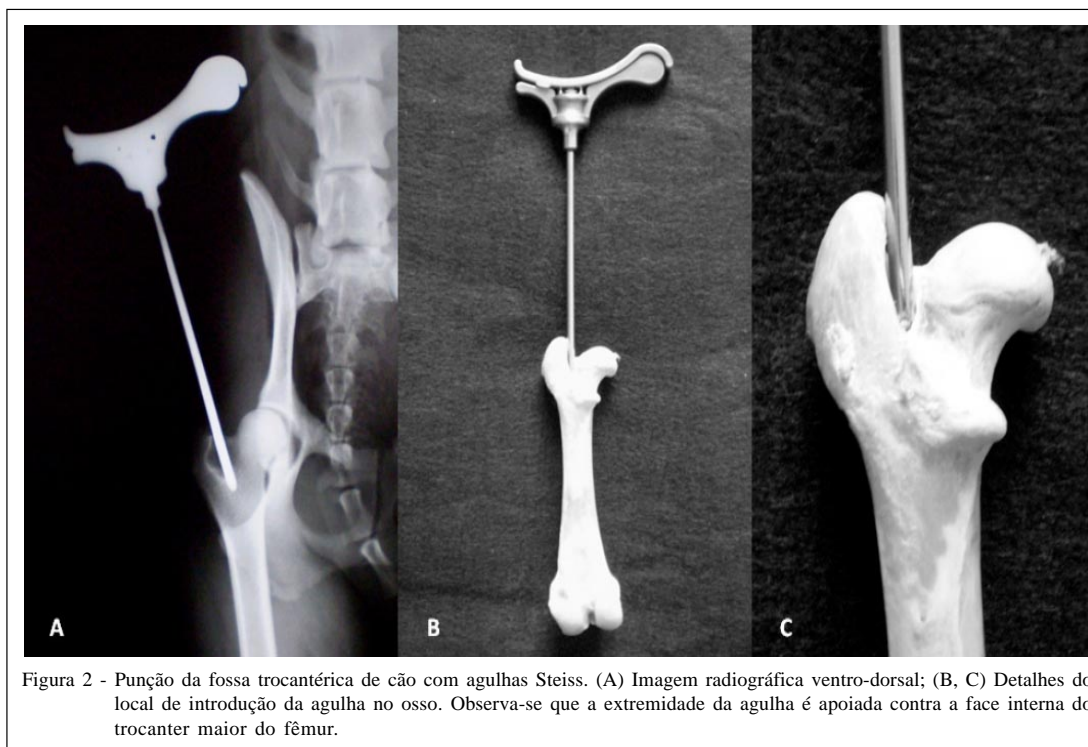 A
B
C
Figura 2 - Punção da fossa trocantérica de cão com agulhas Steiss. (A) Imagem radiográfica ventro-dorsal; (B, C) Detalhes do
local de introdução da agulha no osso. Observa-se que a extremidade da agulha é apoiada contra a face interna do
trocanter maior do fêmur.